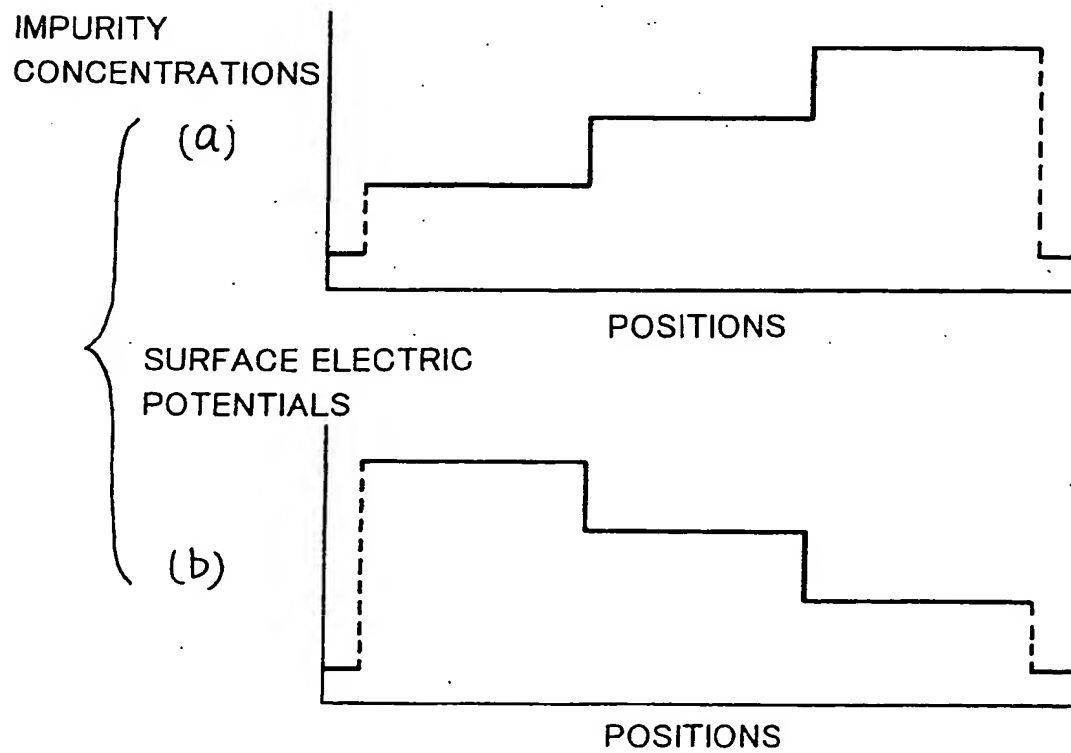 IMPURITY
CONCENTRATIONS
(a)
POSITIONS
SURFACE ELECTRIC
POTENTIALS
(b)
POSITIONS